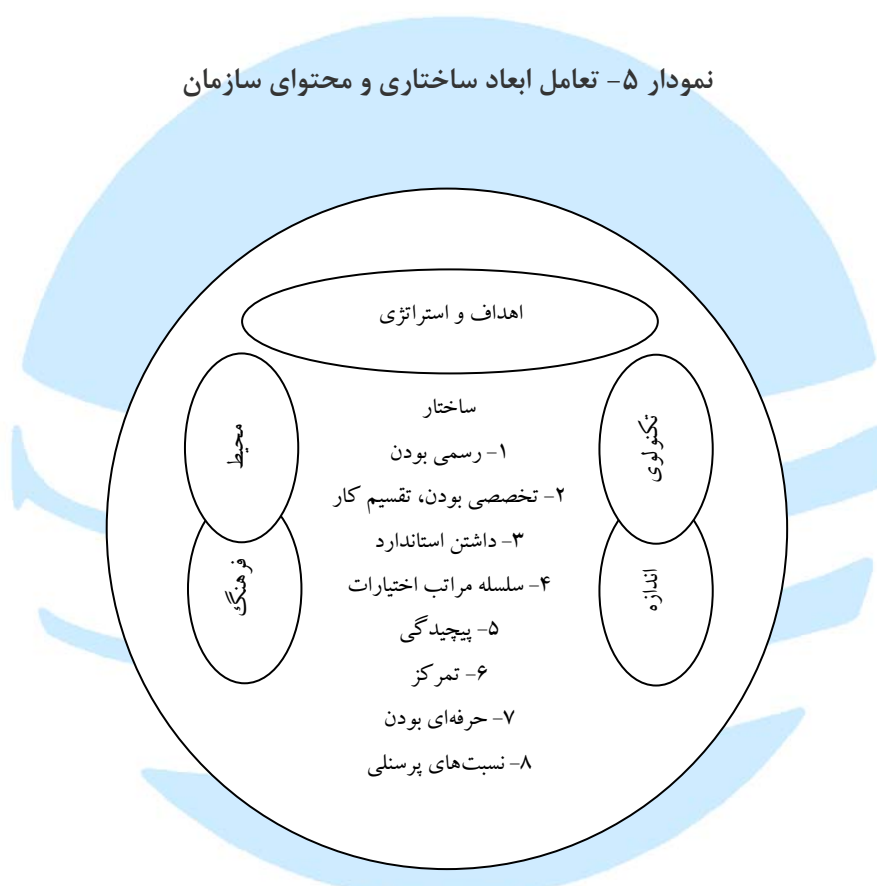 نمودار ۵- تعامل ابعاد ساختاری و محتوای سازمان
اهداف و استراتژی
تکنولوی
اندازه
ساختار
۱- رسمی بودن
۲- تخصصی بودن، تقسیم کار
۳- داشتن استاندارد
۴- سلسله مراتب اختیارات
۵- پیچیدگی
۶- تمرکز
۷- حرفه‌ای بودن
۸- نسبت‌های پرسنلی
محیط
فرهنگ